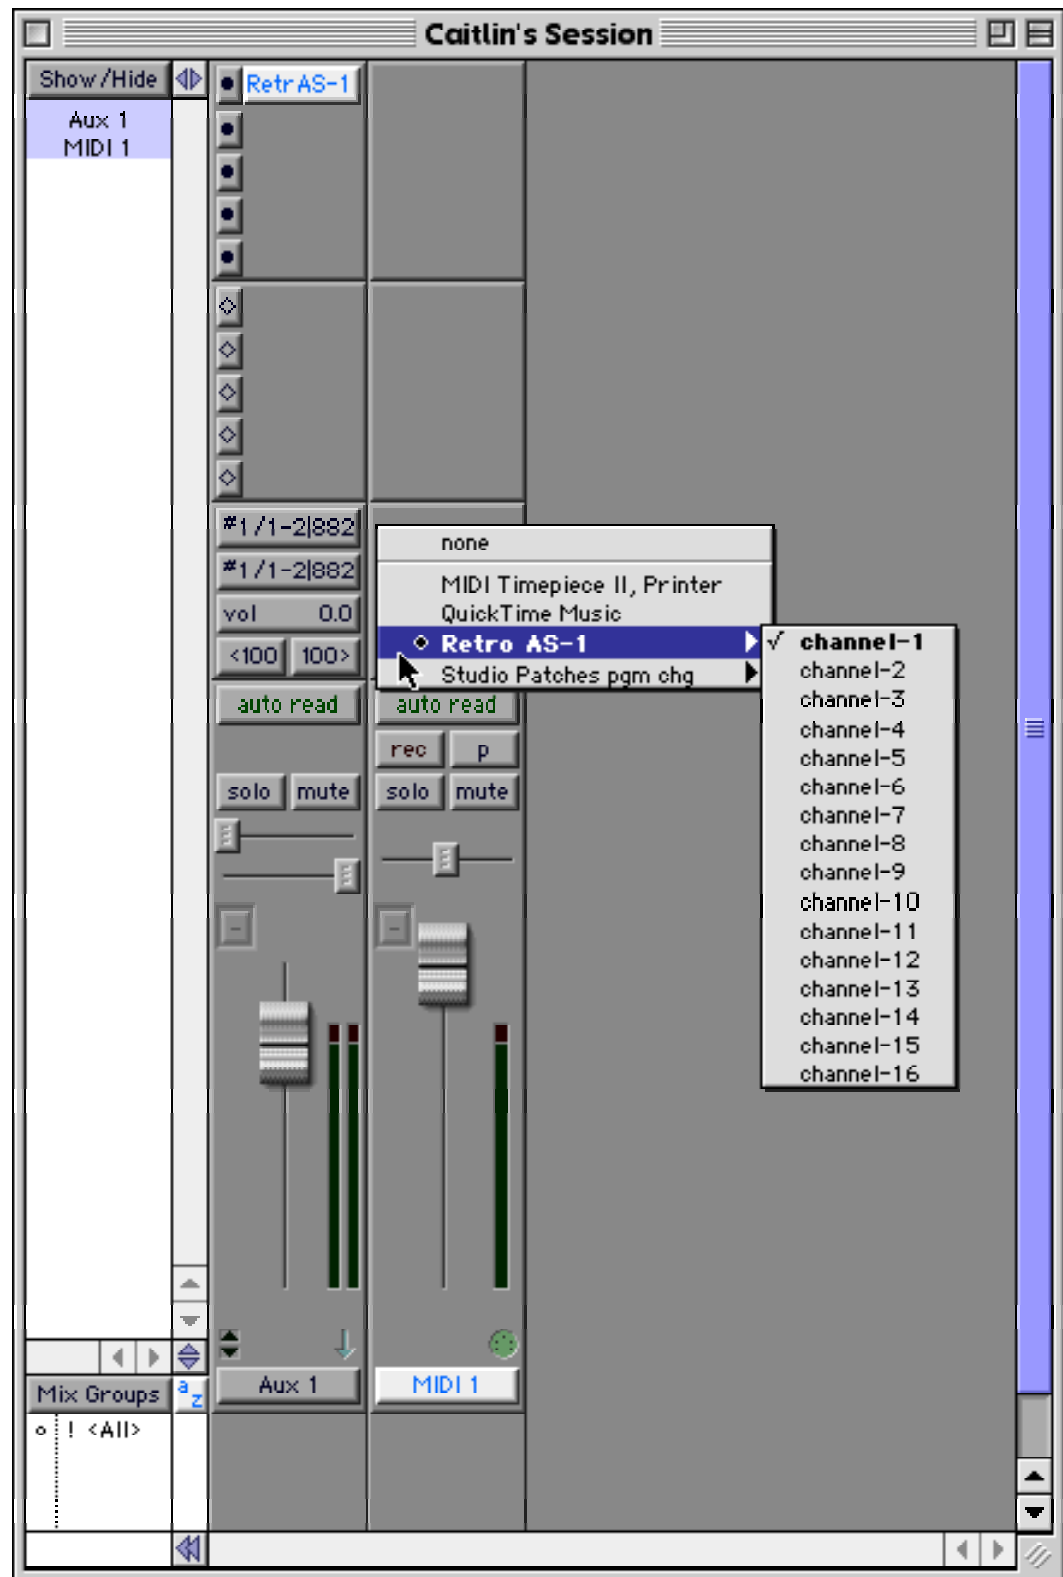 Caitlin's Session
Show/Hide
Aux 1
MIDI 1
RetrAS-1
#1/1-2|882
#1/1-2|882
vol 0.0
<100 100>
auto read
solo mute
none
MIDI Timepiece II, Printer
QuickTime Music
Retro AS-1
Studio Patches pgm chg
√ channel-1
channel-2
channel-3
channel-4
channel-5
channel-6
channel-7
channel-8
channel-9
channel-10
channel-11
channel-12
channel-13
channel-14
channel-15
channel-16
auto read
rec p
solo mute
-
-
Aux 1
MIDI 1
Mix Groups
a z
! <All>